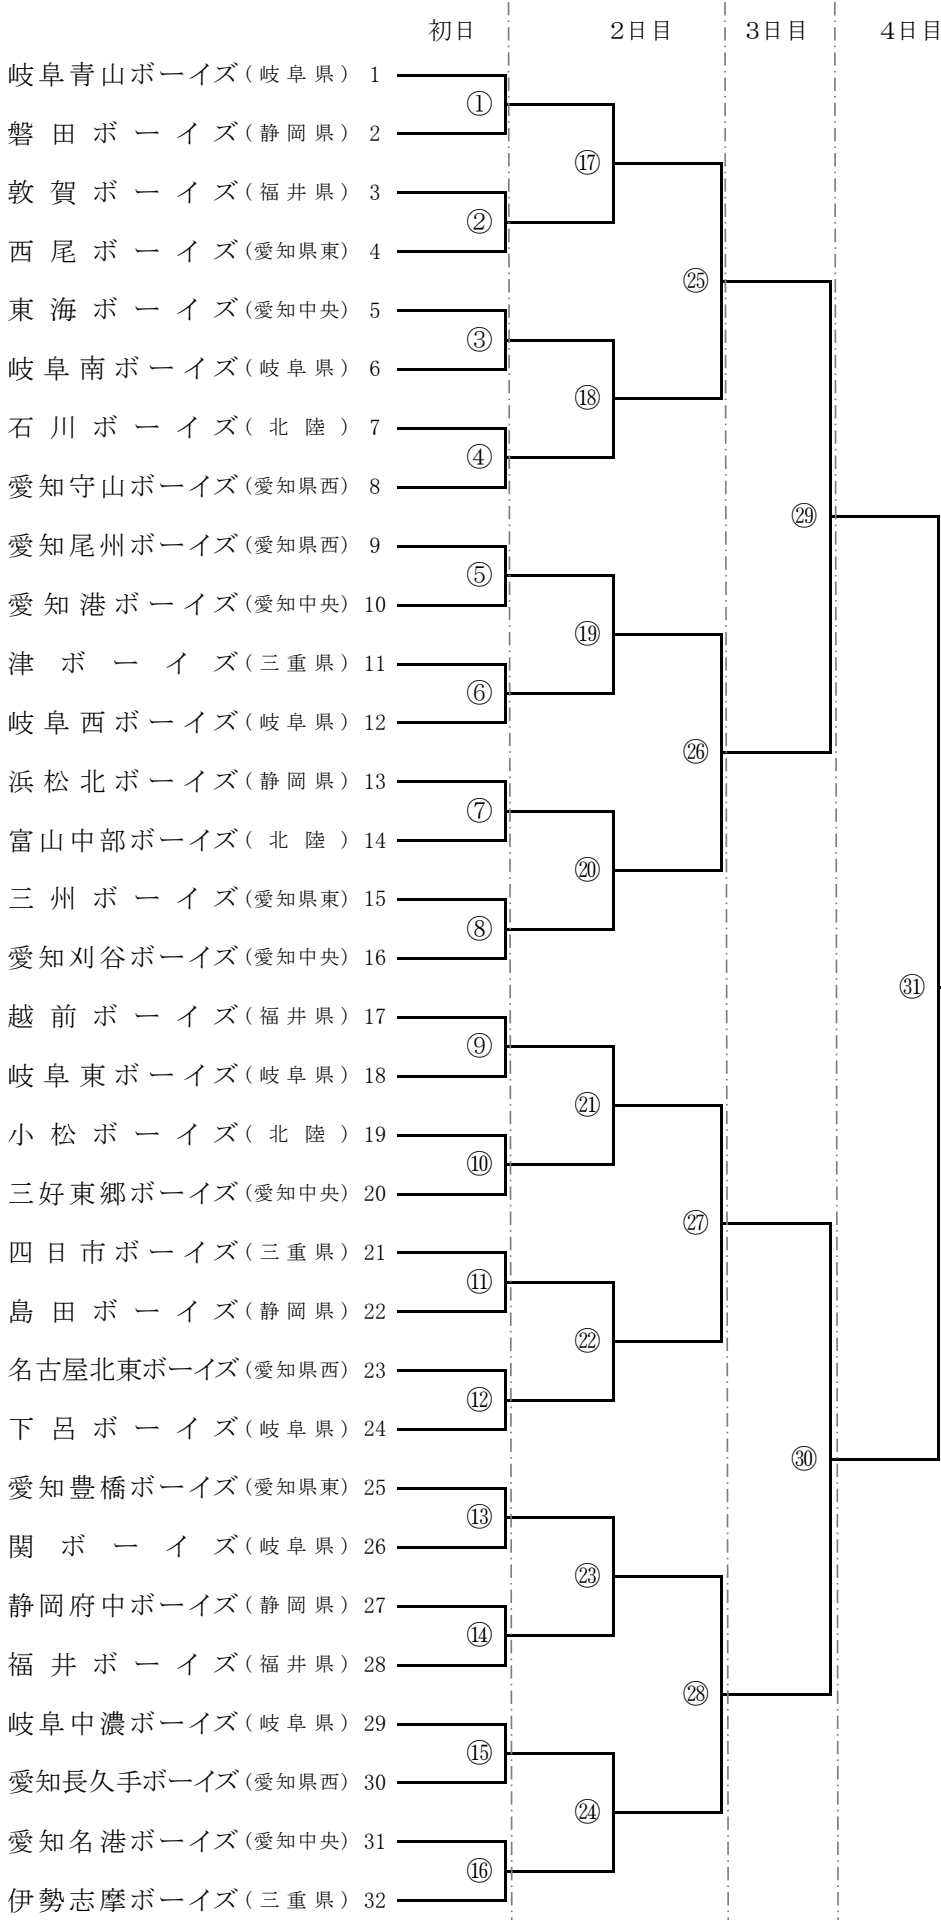 初日 2日目 3日目 4日目
岐阜青山ボーイズ(岐阜県) 1
①
磐田ボーイズ(静岡県) 2
⑰
敦賀ボーイズ(福井県) 3
②
西尾ボーイズ(愛知県東) 4
㉕
東海ボーイズ(愛知中央) 5
③
岐阜南ボーイズ(岐阜県) 6
⑱
石川ボーイズ(北陸) 7
④
愛知守山ボーイズ(愛知県西) 8
㉙
愛知尾州ボーイズ(愛知県西) 9
⑤
愛知港ボーイズ(愛知中央) 10
⑲
津ボーイズ(三重県) 11
⑥
岐阜西ボーイズ(岐阜県) 12
㉖
浜松北ボーイズ(静岡県) 13
⑦
富山中部ボーイズ(北陸) 14
⑳
三州ボーイズ(愛知県東) 15
⑧
愛知刈谷ボーイズ(愛知中央) 16
㉛
越前ボーイズ(福井県) 17
⑨
岐阜東ボーイズ(岐阜県) 18
㉑
小松ボーイズ(北陸) 19
⑩
三好東郷ボーイズ(愛知中央) 20
㉗
四日市ボーイズ(三重県) 21
⑪
島田ボーイズ(静岡県) 22
㉒
名古屋北東ボーイズ(愛知県西) 23
⑫
下呂ボーイズ(岐阜県) 24
㉚
愛知豊橋ボーイズ(愛知県東) 25
⑬
関ボーイズ(岐阜県) 26
㉓
静岡府中ボーイズ(静岡県) 27
⑭
福井ボーイズ(福井県) 28
㉘
岐阜中濃ボーイズ(岐阜県) 29
⑮
愛知長久手ボーイズ(愛知県西) 30
㉔
愛知名港ボーイズ(愛知中央) 31
⑯
伊勢志摩ボーイズ(三重県) 32